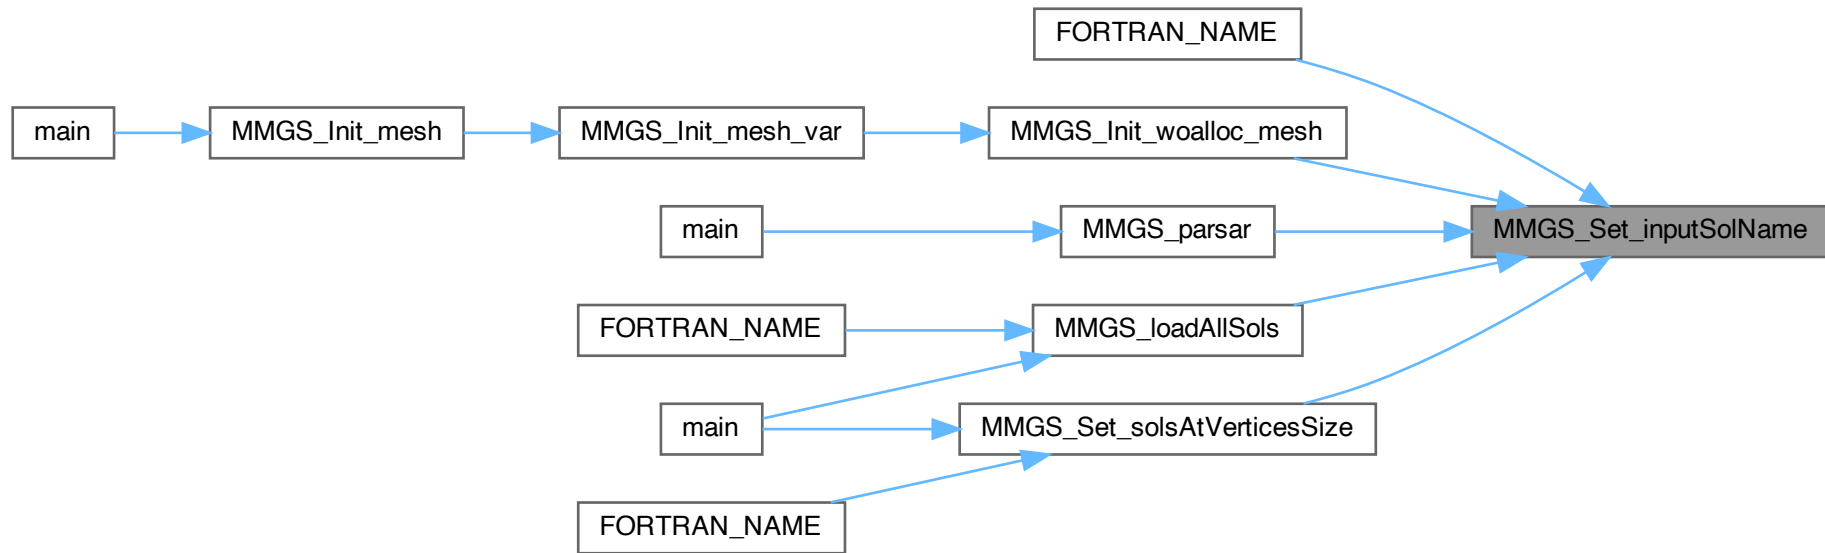 FORTRAN_NAME
main
MMGS_Init_mesh
MMGS_Init_mesh_var
MMGS_Init_woalloc_mesh
main
MMGS_parsar
MMGS_Set_inputSolName
FORTRAN_NAME
MMGS_loadAllSols
main
MMGS_Set_solsAtVerticesSize
FORTRAN_NAME